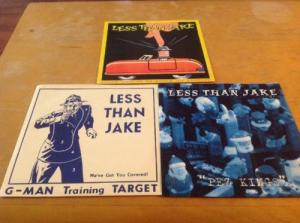 LESS THAN JAKE
LESS
THAN
JAKE
We've Got You Covered!
G-MAN Training TARGET
LESS THAN JAKE
"PEZ KINGS"